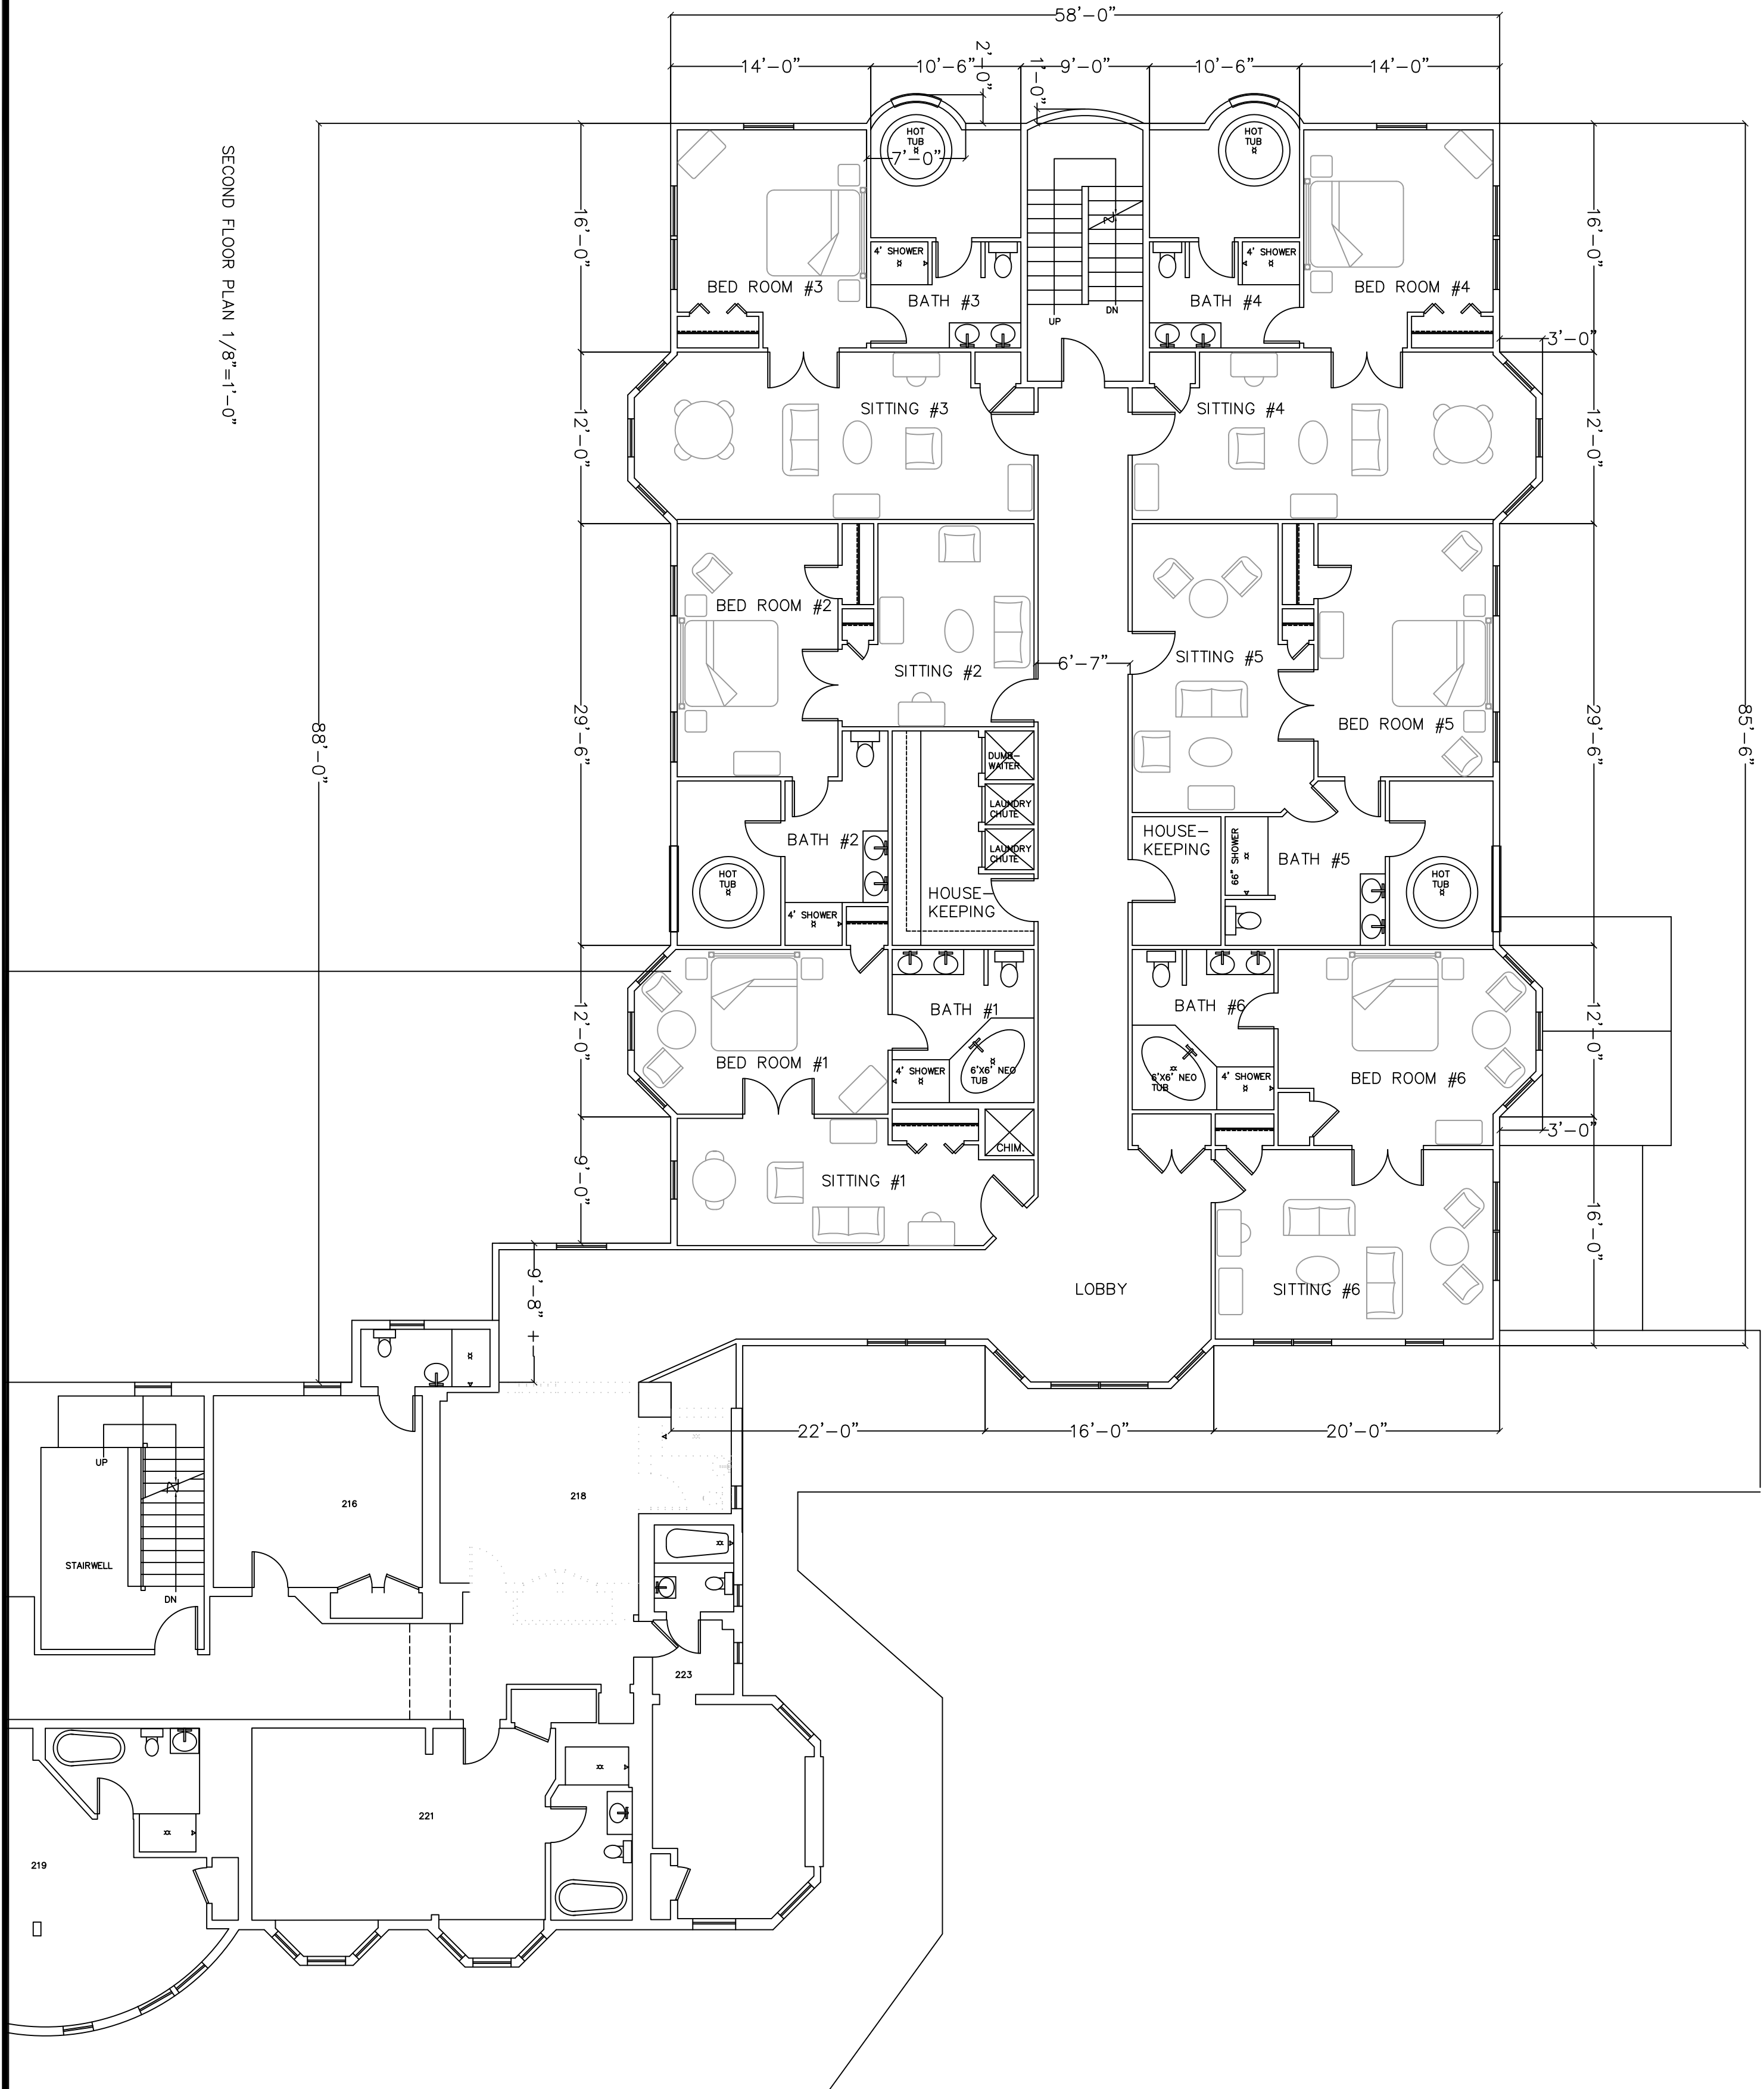 58'-0"
14'-0"
10'-6"
2'-0"
1'-0"
9'-0"
10'-6"
14'-0"
HOT
TUB
7'-0"
HOT
TUB
SECOND FLOOR PLAN 1/8"=1'-0"
16'-0"
16'-0"
4' SHOWER
4' SHOWER
BED ROOM #3
BATH #3
UP
DN
BATH #4
BED ROOM #4
3'-0"
SITTING #3
SITTING #4
12'-0"
12'-0"
BED ROOM #2
SITTING #2
6'-7"
SITTING #5
BED ROOM #5
88'-0"
29'-6"
29'-6"
85'-6"
DUMB-
WAITER
LAUNDRY
CHUTE
LAUNDRY
CHUTE
BATH #2
HOUSE-
KEEPING
66" SHOWER
BATH #5
HOT
TUB
HOT
TUB
HOUSE-
KEEPING
4' SHOWER
BATH #1
BATH #6
12'-0"
12'-0"
BED ROOM #1
4' SHOWER
6'X6' NEO
TUB
6'X6' NEO
TUB
4' SHOWER
BED ROOM #6
3'-0"
CHIM.
9'-0"
SITTING #1
16'-0"
9'-8" +
LOBBY
SITTING #6
22'-0"
16'-0"
20'-0"
UP
216
218
STAIRWELL
DN
223
221
219